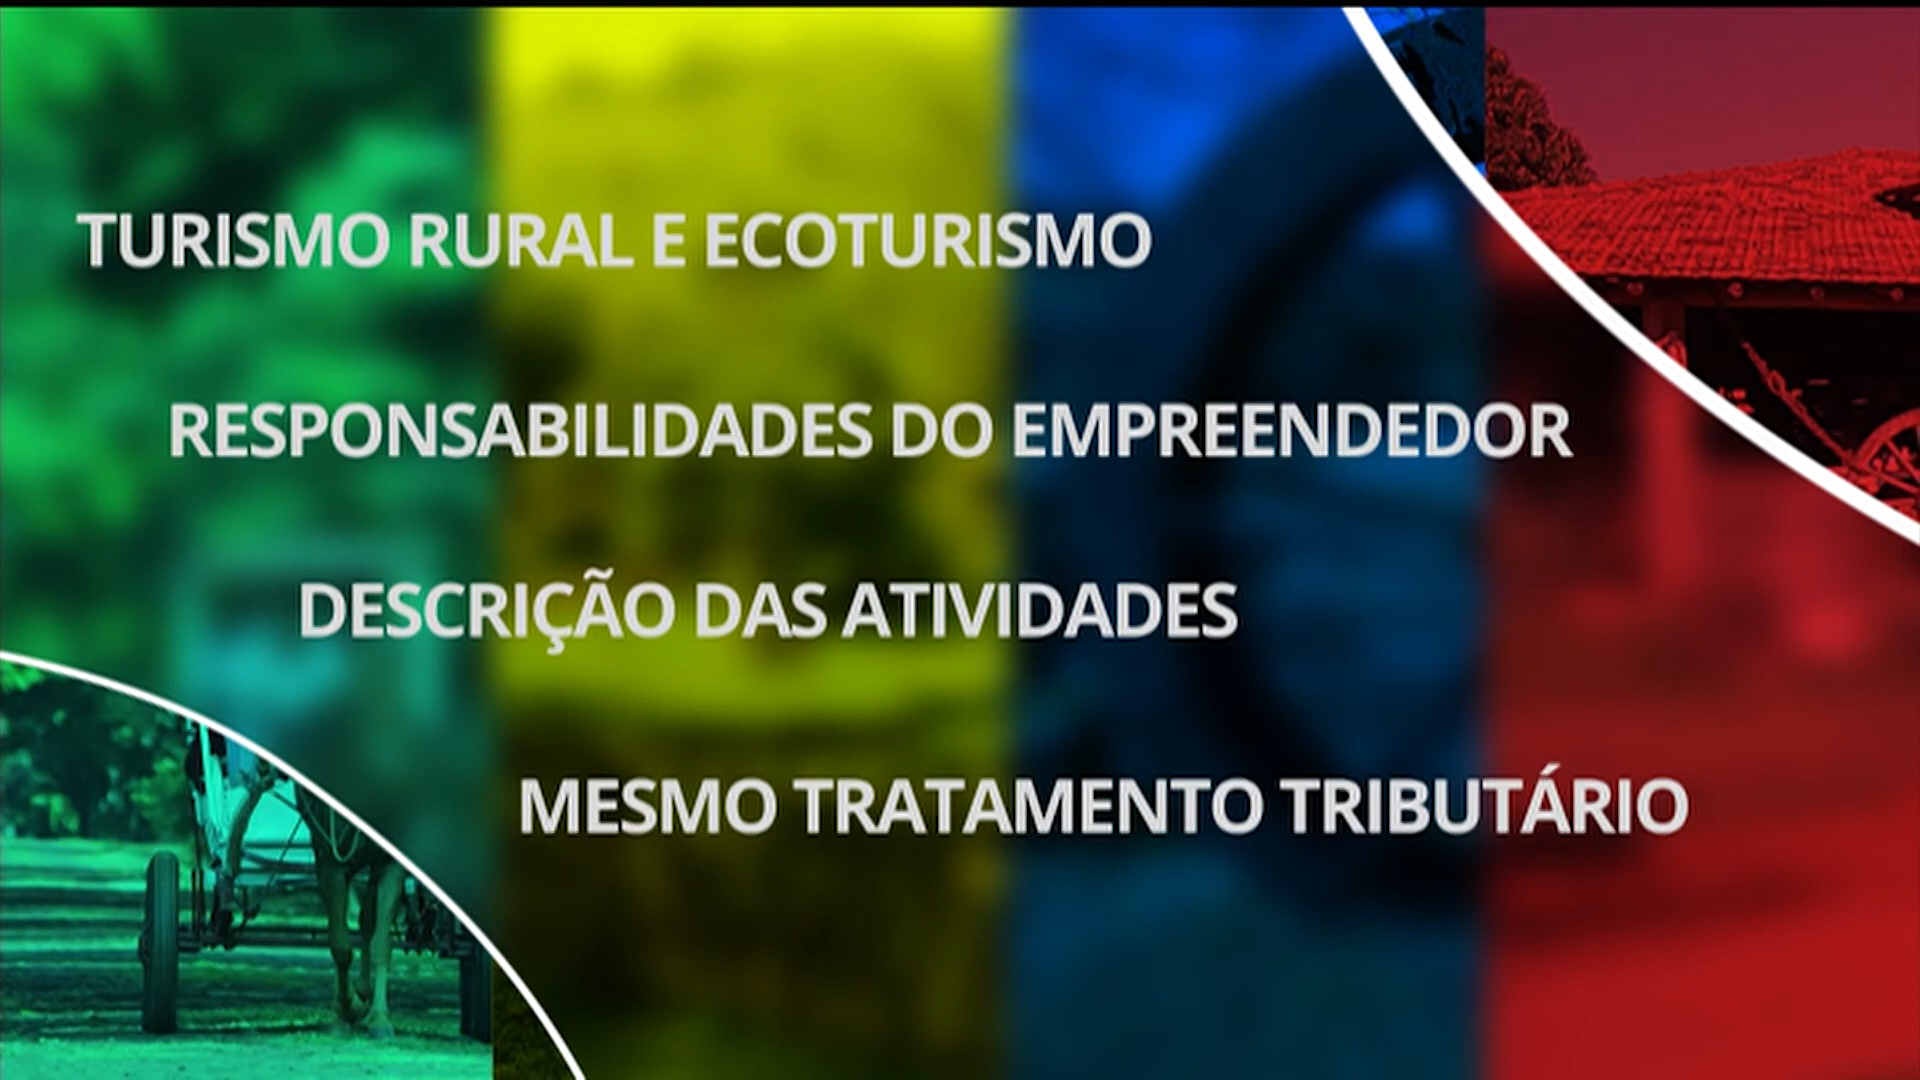 TURISMO RURAL E ECOTURISMO
RESPONSABILIDADES DO EMPREENDEDOR
DESCRIÇÃO DAS ATIVIDADES
MESMO TRATAMENTO TRIBUTÁRIO